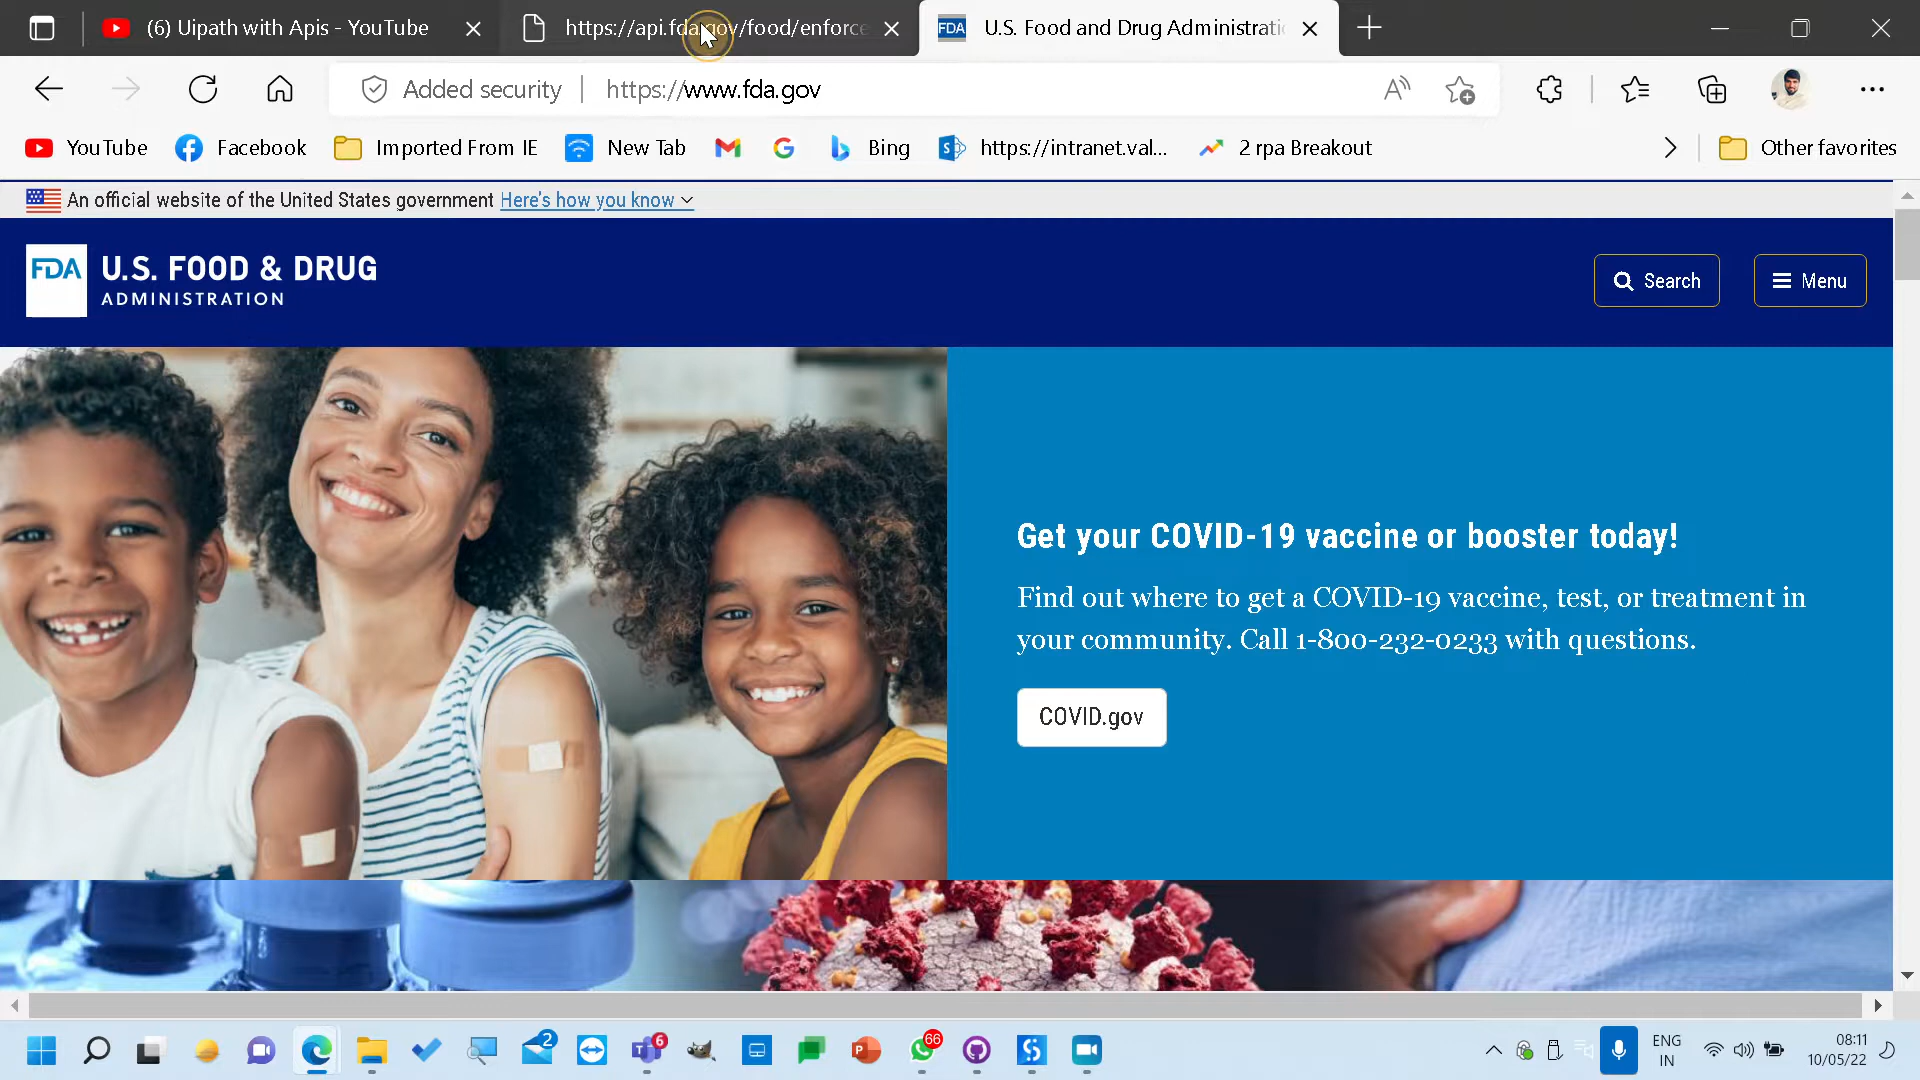 (6) Uipath with Apis - YouTube
https://api.fda.gov/food/enforce
FDA
U.S. Food and Drug Administrati
Added security
https://www.fda.gov
YouTube
Facebook
Imported From IE
New Tab
Bing
https://intranet.val...
2 rpa Breakout
Other favorites
An official website of the United States government Here's how you know
FDA
U.S. FOOD & DRUG
ADMINISTRATION
Search
Menu
Get your COVID-19 vaccine or booster today!
Find out where to get a COVID-19 vaccine, test, or treatment in
your community. Call 1-800-232-0233 with questions.
COVID.gov
2
6
66
ENG
IN
08:11
10/05/22